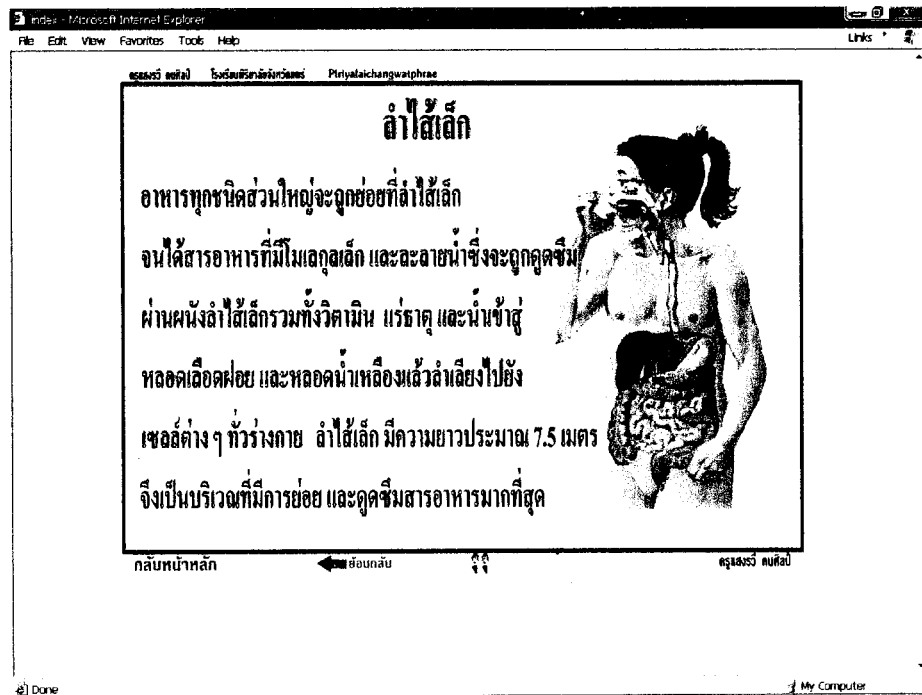 index - Microsoft Internet Explorer
File Edit View Favorites Tools Help
Links
ครูแสงรวี คนศิลป์ โรงเรียนพิริยาลัยจังหวัดแพร่ Piriyalaichangwatphrae
ลำไส้เล็ก
อาหารทุกชนิดส่วนใหญ่จะถูกย่อยที่ลำไส้เล็ก
จนได้สารอาหารที่มีโมเลกุลเล็ก และละลายน้ำซึ่งจะถูกดูดซึม
ผ่านผนังลำไส้เล็กรวมทั้งวิตามิน แร่ธาตุ และน้ำเข้าสู่
หลอดเลือดฝอย และหลอดน้ำเหลืองแล้วลำเลียงไปยัง
เซลล์ต่าง ๆ ทั่วร่างกาย ลำไส้เล็ก มีความยาวประมาณ 7.5 เมตร
จึงเป็นบริเวณที่มีการย่อย และดูดซึมสารอาหารมากที่สุด
กลับหน้าหลัก ย้อนกลับ
Done My Computer